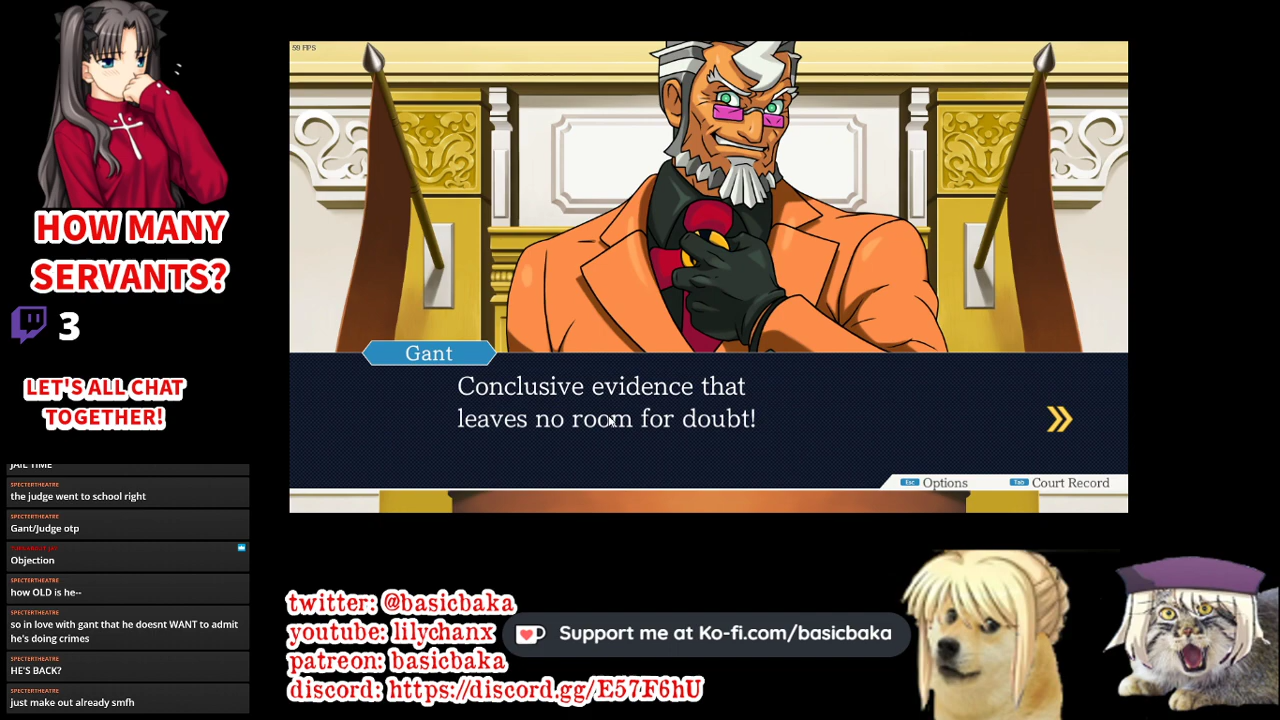 HOW MANY
SERVANTS?
3
LET'S ALL CHAT
TOGETHER!
JAIL TIME
SPECTERTHEATRE
the judge went to school right
SPECTERTHEATRE
Gant/Judge otp
Objection
SPECTERTHEATRE
how OLD is he--
SPECTERTHEATRE
so in love with gant that he doesnt WANT to admit
he's doing crimes
SPECTERTHEATRE
HE'S BACK?
SPECTERTHEATRE
just make out already smfh
59 FPS
Gant
Conclusive evidence that
leaves no room for doubt!
Esc Options
Tab Court Record
twitter: @basicbaka
youtube: lilychanx
patreon: basicbaka
discord: https://discord.gg/E57F6hU
Support me at Ko-fi.com/basicbaka